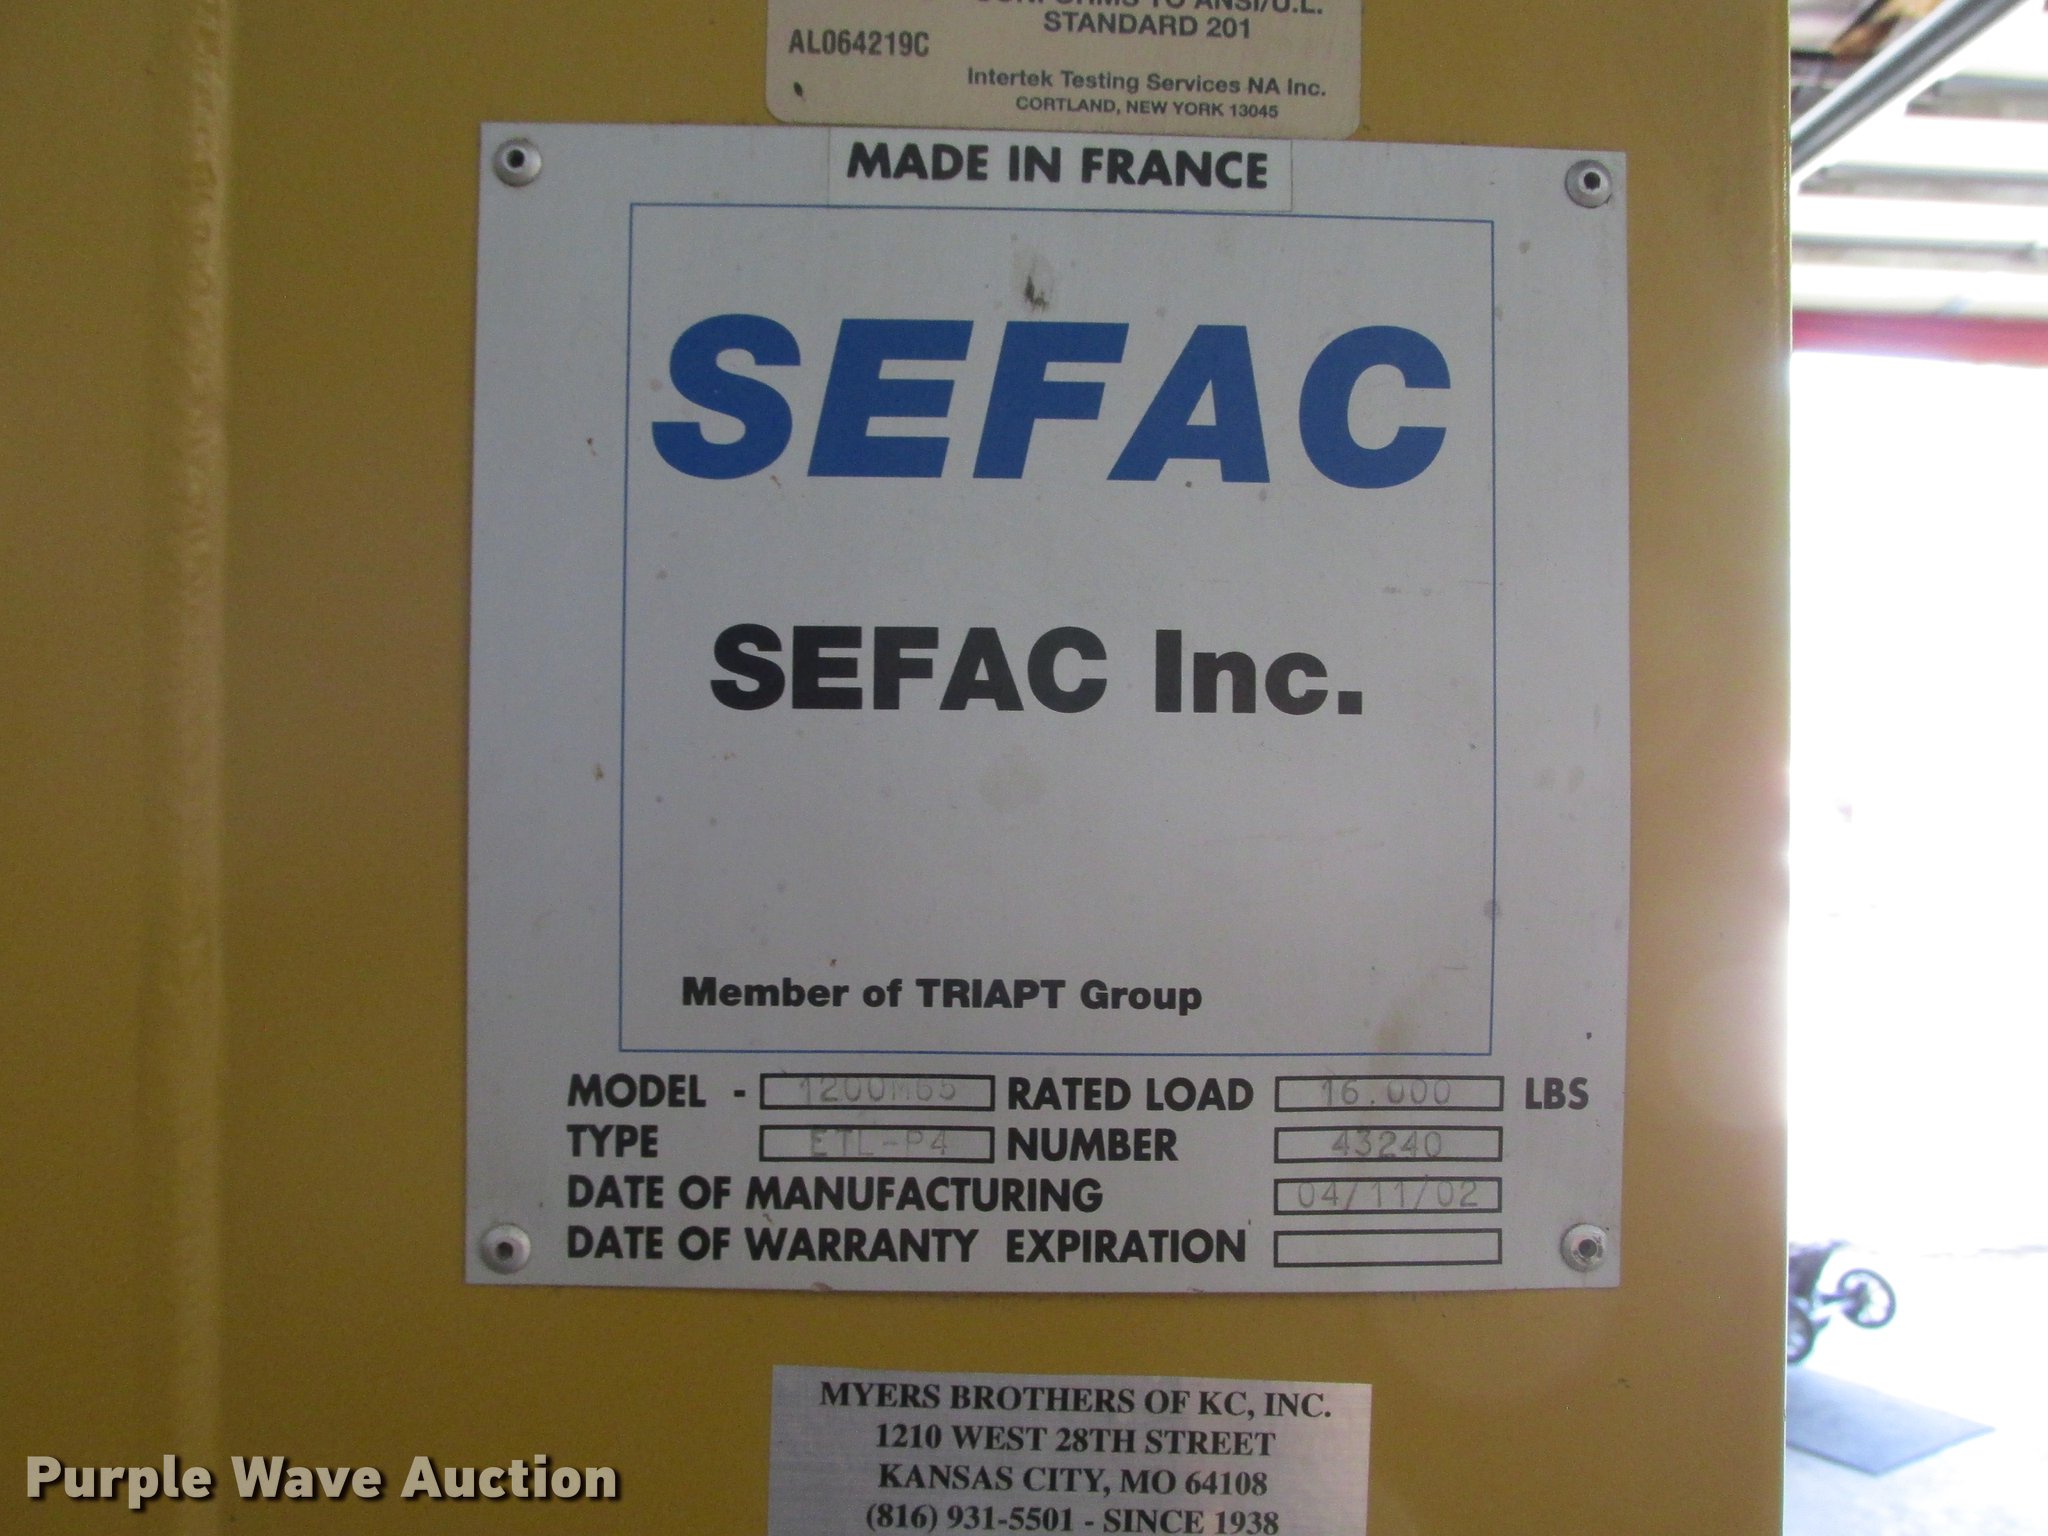 CONFORMS TO ANSI/U.L.
STANDARD 201
AL064219C
Intertek Testing Services NA Inc.
CORTLAND, NEW YORK 13045
MADE IN FRANCE
SEFAC
SEFAC Inc.
Member of TRIAPT Group
MODEL - 1200M65 RATED LOAD 16.000 LBS
TYPE ETL-P4 NUMBER 43240
DATE OF MANUFACTURING 04/11/02
DATE OF WARRANTY EXPIRATION
MYERS BROTHERS OF KC, INC.
1210 WEST 28TH STREET
KANSAS CITY, MO 64108
(816) 931-5501 - SINCE 1938
Purple Wave Auction